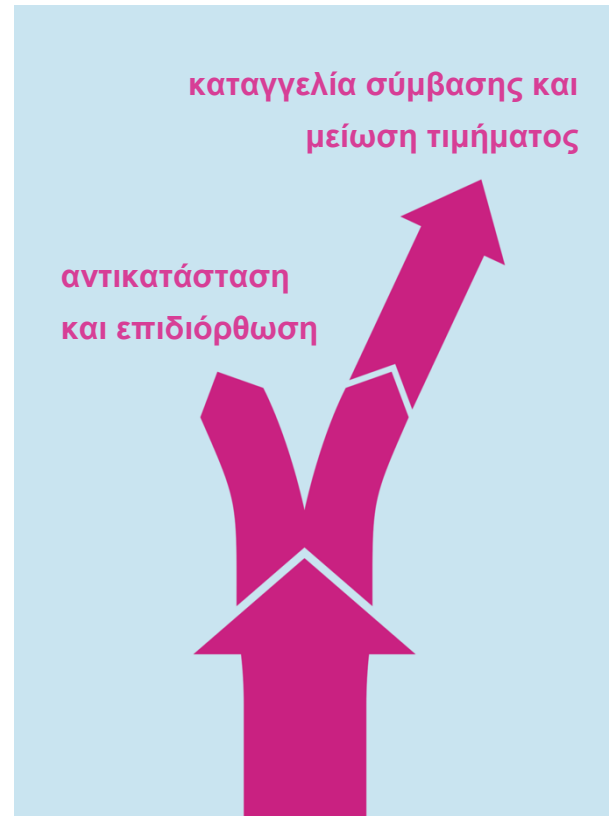 καταγγελία σύμβασης και
μείωση τιμήματος
αντικατάσταση
και επιδιόρθωση